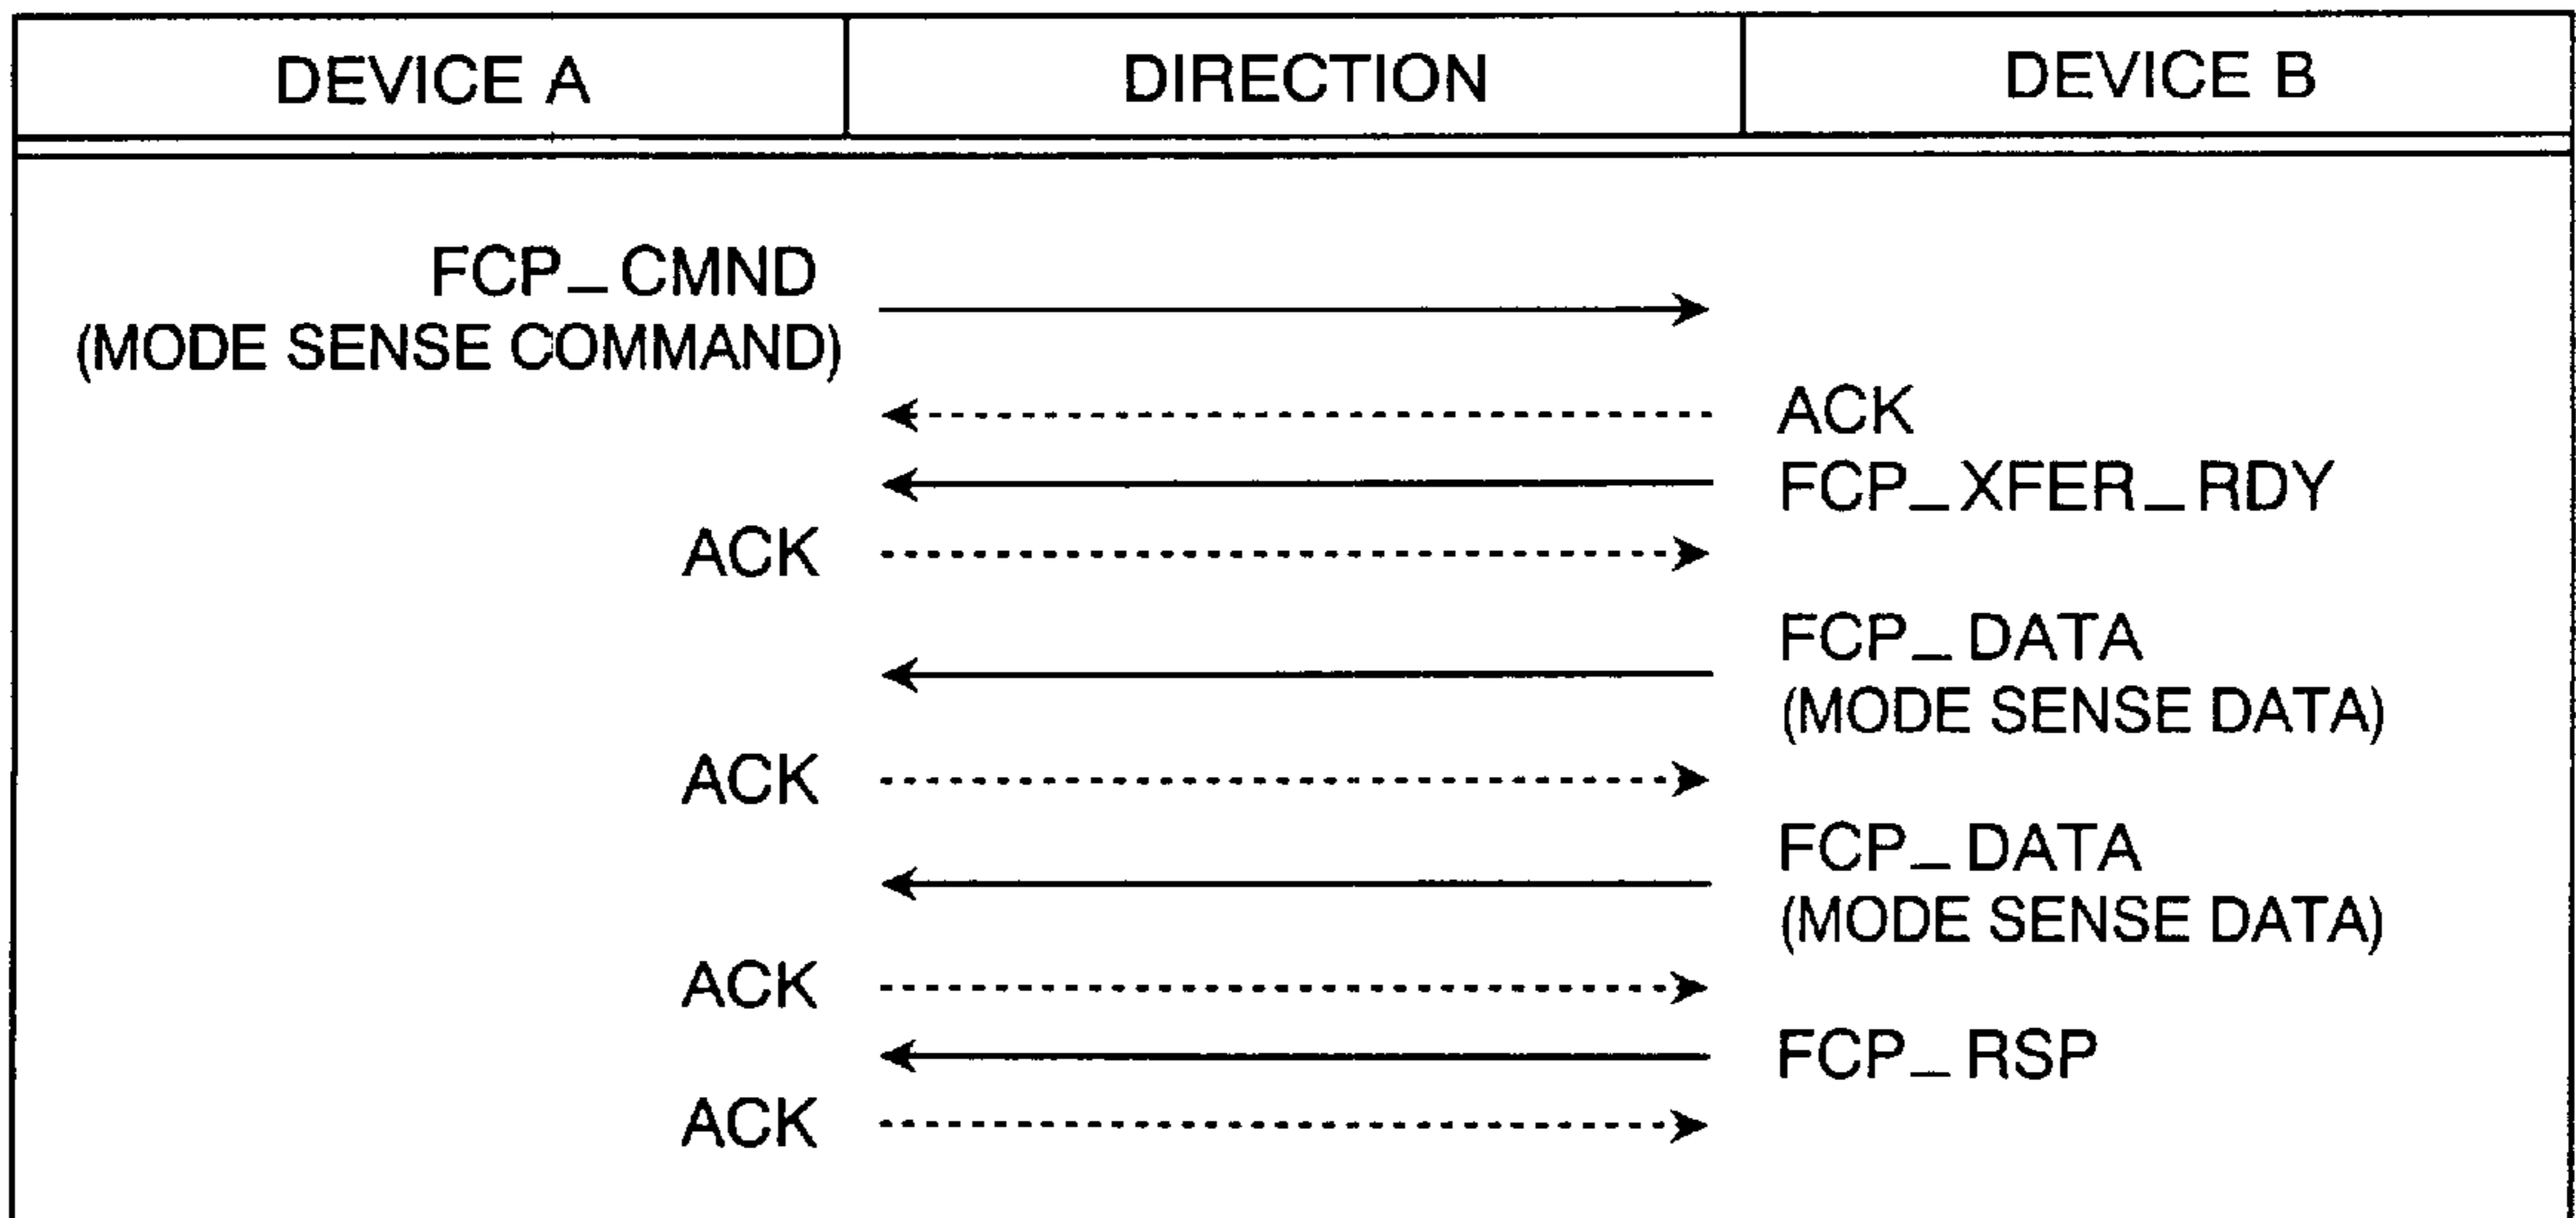 DEVICE A DIRECTION DEVICE B
FCP_CMND
(MODE SENSE COMMAND)
ACK
FCP_XFER_RDY
ACK
FCP_DATA
(MODE SENSE DATA)
ACK
FCP_DATA
(MODE SENSE DATA)
ACK
FCP_RSP
ACK